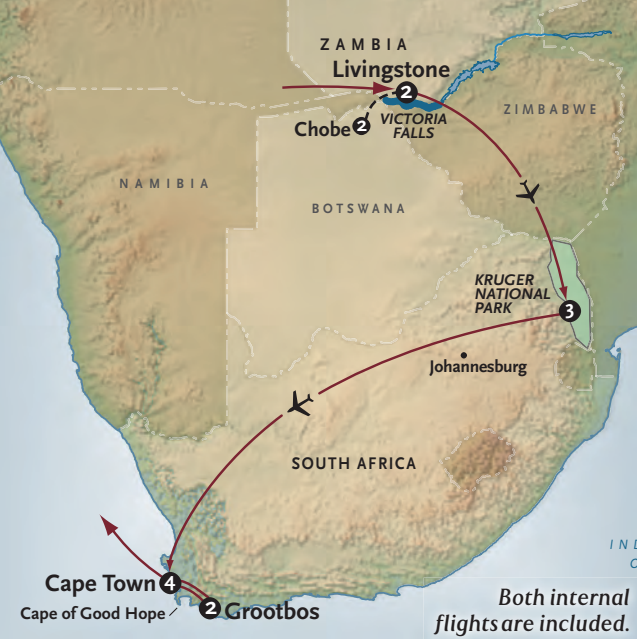 ZAMBIA
Livingstone
2
VICTORIA
FALLS
Chobe 2
ZIMBABWE
NAMIBIA
BOTSWANA
KRUGER
NATIONAL
PARK
3
Johannesburg
SOUTH AFRICA
IND
O
Cape Town 4
Cape of Good Hope
2 Grootbos
Both internal
flights are included.